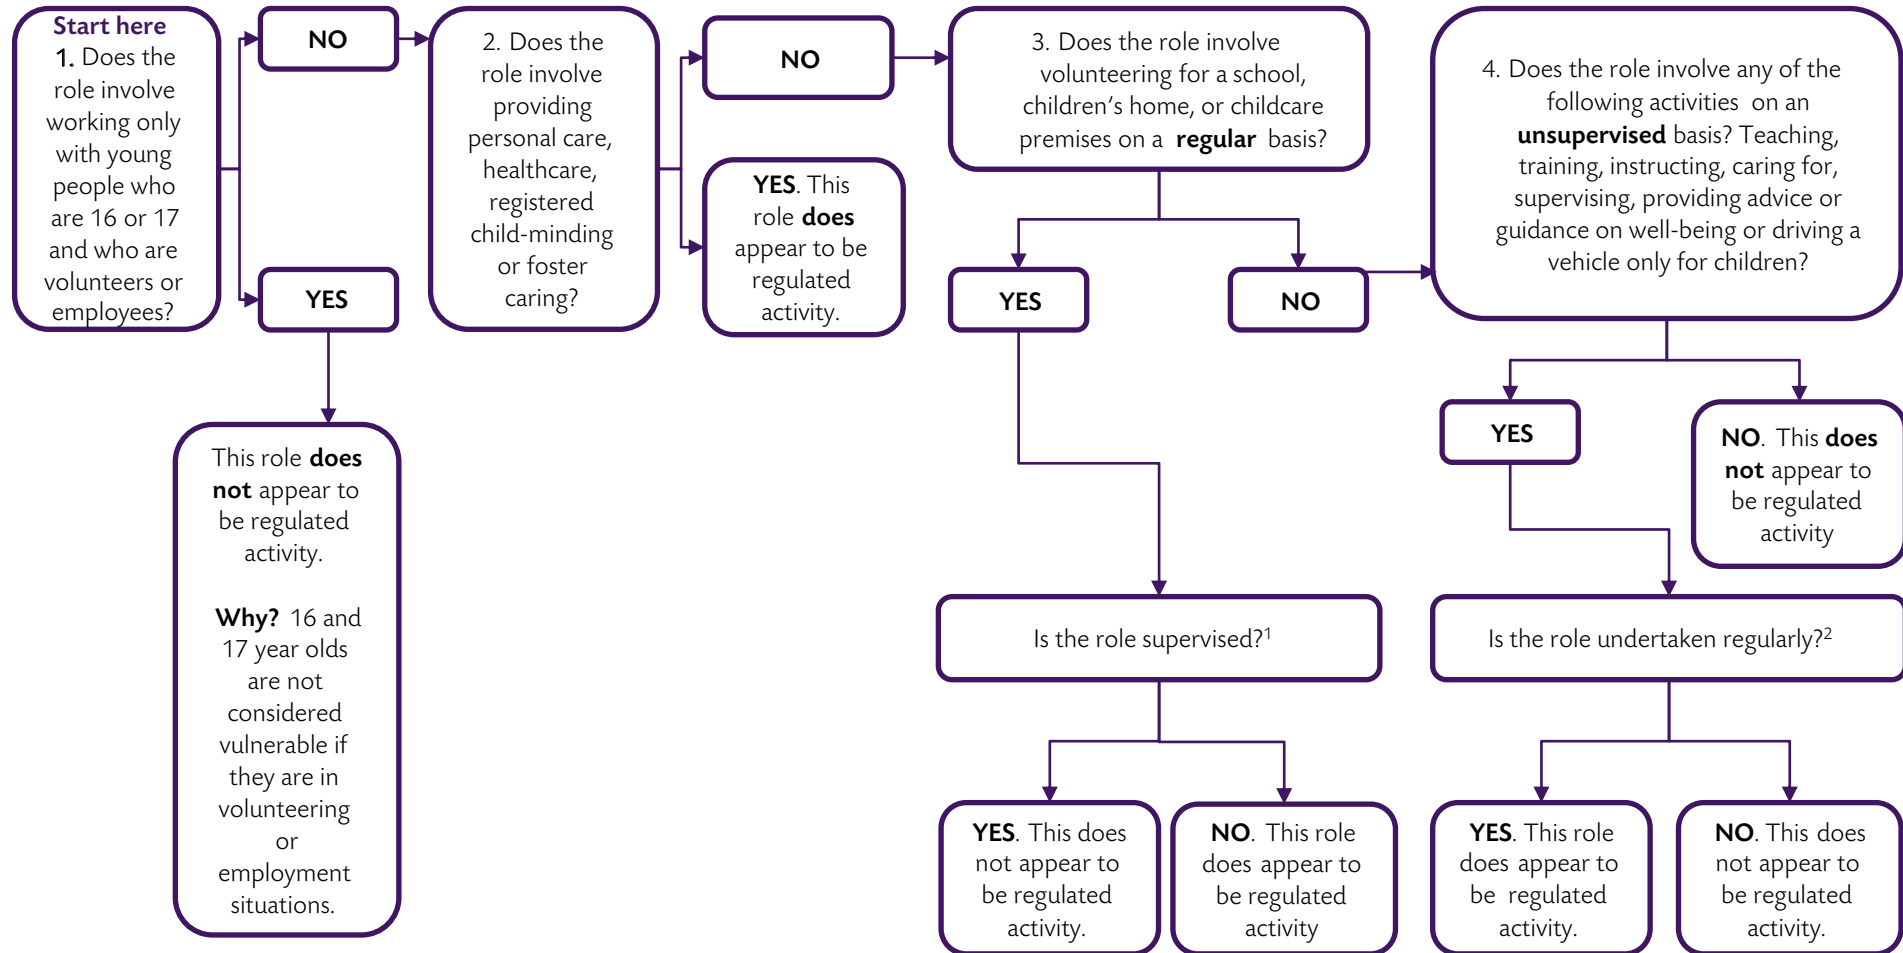 Start here
1. Does the
role involve
working only
with young
people who
are 16 or 17
and who are
volunteers or
employees?
NO
YES
This role does
not appear to
be regulated
activity.
Why? 16 and
17 year olds
are not
considered
vulnerable if
they are in
volunteering
or
employment
situations.
2. Does the
role involve
providing
personal care,
healthcare,
registered
child-minding
or foster
caring?
NO
YES. This
role does
appear to be
regulated
activity.
3. Does the role involve
volunteering for a school,
children's home, or childcare
premises on a regular basis?
YES
NO
Is the role supervised?1
YES. This does
not appear to
be regulated
activity.
NO. This role
does appear to
be regulated
activity
4. Does the role involve any of the
following activities on an
unsupervised basis? Teaching,
training, instructing, caring for,
supervising, providing advice or
guidance on well-being or driving a
vehicle only for children?
YES
NO. This does
not appear to
be regulated
activity
Is the role undertaken regularly?2
YES. This role
does appear to
be regulated
activity.
NO. This does
not appear to
be regulated
activity.